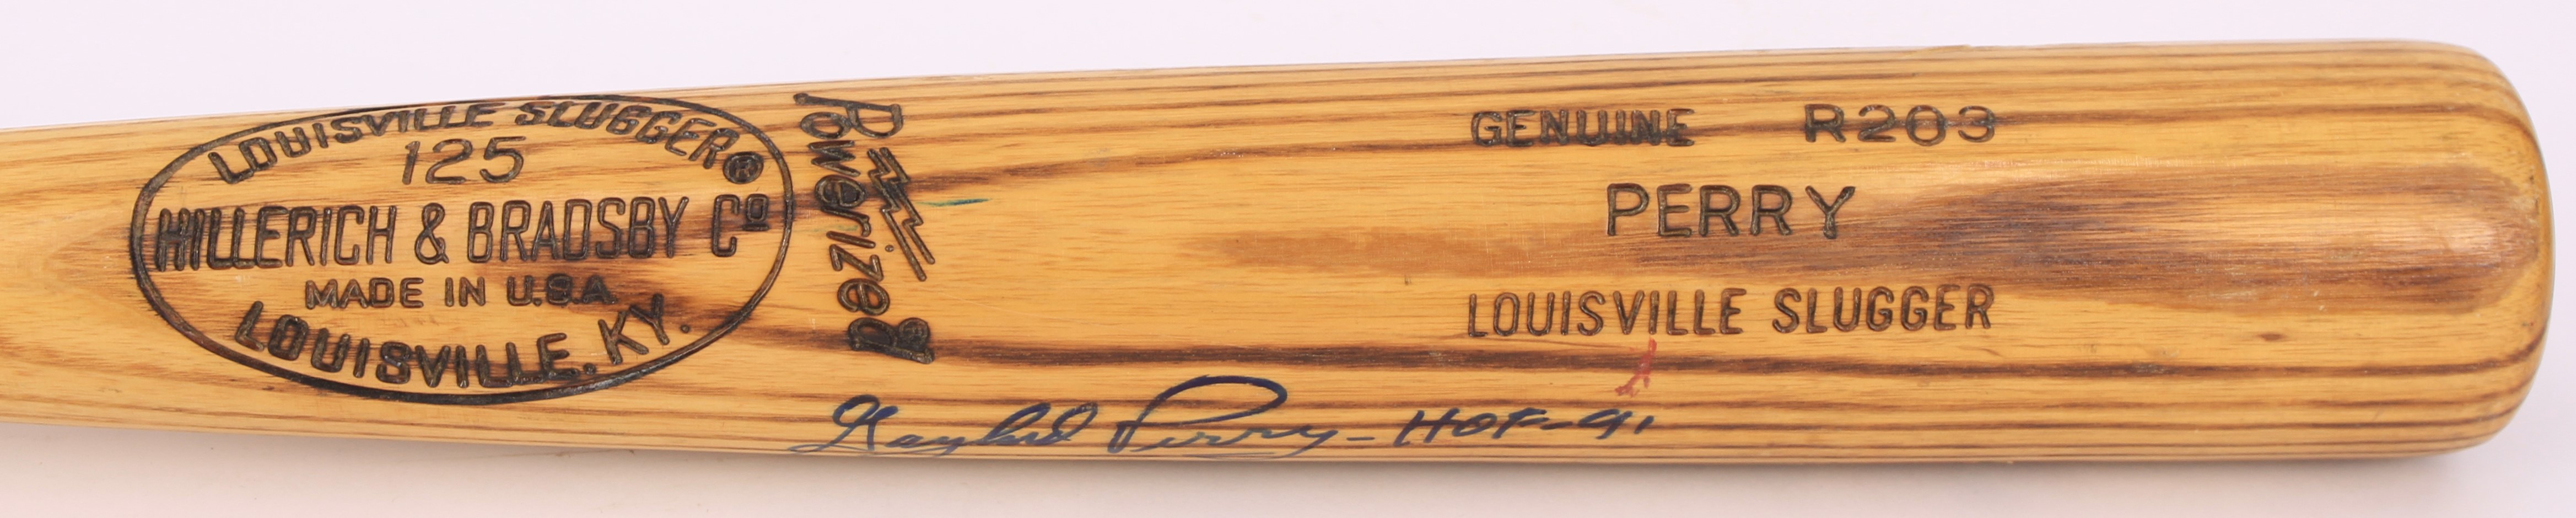 LOUISVILLE SLUGGER®
125
HILLERICH & BRADSBY Cº
MADE IN U.S.A.
LOUISVILLE, KY.
Powerized®
GENUINE R203
PERRY
LOUISVILLE SLUGGER
Gaylord Perry - HOF-91